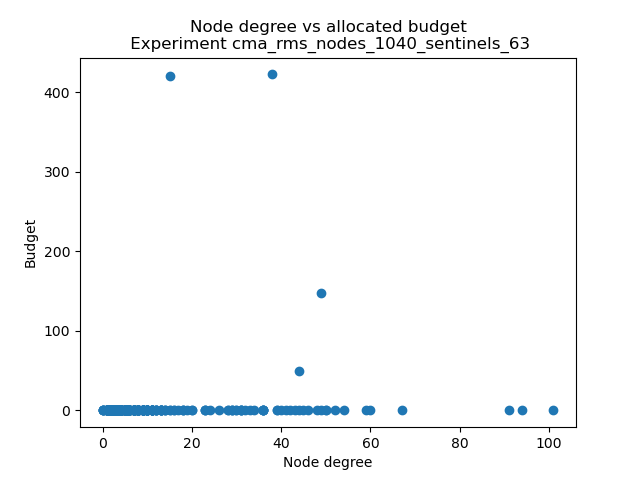 Node degree vs allocated budget
Experiment cma_rms_nodes_1040_sentinels_63
400
300
200
100
0
Budget
0 20 40 60 80 100
Node degree